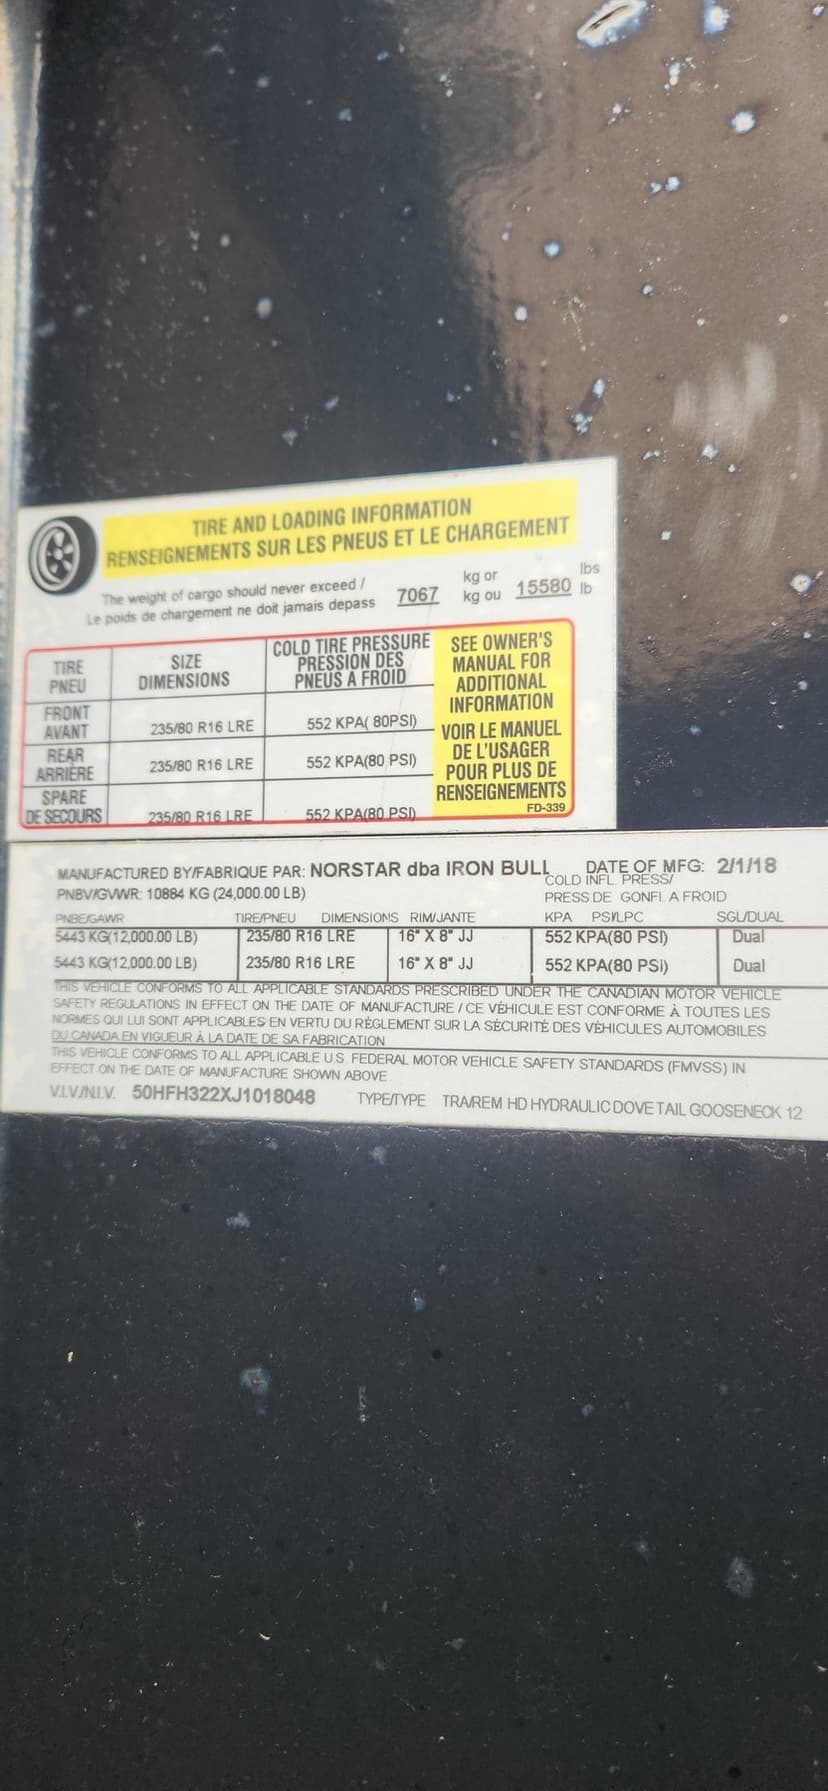 TIRE AND LOADING INFORMATION
RENSEIGNEMENTS SUR LES PNEUS ET LE CHARGEMENT
The weight of cargo should never exceed / 7067 kg or 15580 lbs
Le poids de chargement ne doit jamais depass kg ou lb
TIRE SIZE COLD TIRE PRESSURE
PNEU DIMENSIONS PRESSION DES
PNEUS A FROID
FRONT
AVANT 235/80 R16 LRE 552 KPA( 80PSI)
REAR
ARRIÈRE 235/80 R16 LRE 552 KPA(80 PSI)
SPARE
DE SECOURS 235/80 R16 LRE 552 KPA(80 PSI)
SEE OWNER'S
MANUAL FOR
ADDITIONAL
INFORMATION
VOIR LE MANUEL
DE L'USAGER
POUR PLUS DE
RENSEIGNEMENTS
FD-339
MANUFACTURED BY/FABRIQUE PAR: NORSTAR dba IRON BULL DATE OF MFG: 2/1/18
PNBV/GVWR: 10884 KG (24,000.00 LB) COLD INFL. PRESS/
PRESS DE GONFL A FROID
PNBE/GAWR TIRE/PNEU DIMENSIONS RIM/JANTE KPA PSI/LPC SGL/DUAL
5443 KG(12,000.00 LB) 235/80 R16 LRE 16" X 8" JJ 552 KPA(80 PSI) Dual
5443 KG(12,000.00 LB) 235/80 R16 LRE 16" X 8" JJ 552 KPA(80 PSI) Dual
THIS VEHICLE CONFORMS TO ALL APPLICABLE STANDARDS PRESCRIBED UNDER THE CANADIAN MOTOR VEHICLE
SAFETY REGULATIONS IN EFFECT ON THE DATE OF MANUFACTURE / CE VÉHICULE EST CONFORME À TOUTES LES
NORMES QUI LUI SONT APPLICABLES EN VERTU DU RÈGLEMENT SUR LA SÉCURITÉ DES VÉHICULES AUTOMOBILES
DU CANADA EN VIGUEUR À LA DATE DE SA FABRICATION
THIS VEHICLE CONFORMS TO ALL APPLICABLE U.S FEDERAL MOTOR VEHICLE SAFETY STANDARDS (FMVSS) IN
EFFECT ON THE DATE OF MANUFACTURE SHOWN ABOVE
V.I.V./N.I.V. 50HFH322XJ1018048 TYPE/TYPE TRA/REM HD HYDRAULIC DOVE TAIL GOOSENECK 12